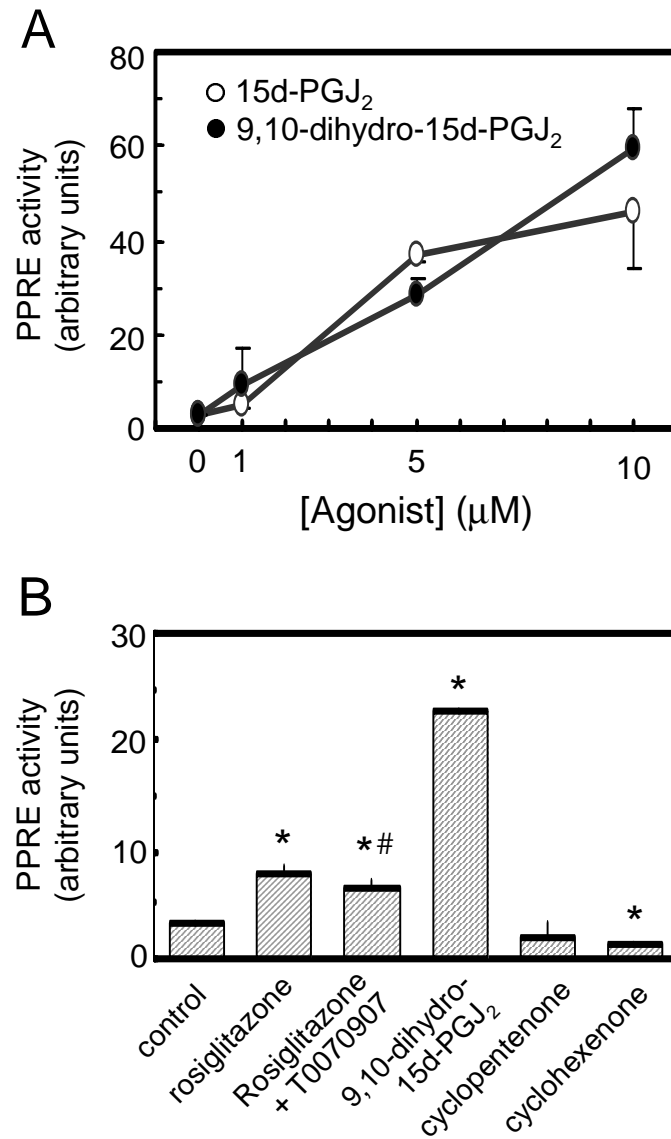 A
80
60
40
20
0
PPRE activity
(arbitrary units)
15d-PGJ₂
9,10-dihydro-15d-PGJ₂
0 1 5 10
[Agonist] (μM)
B
30
20
10
0
PPRE activity
(arbitrary units)
*
*#
*
*
control
rosiglitazone
Rosiglitazone
+ T0070907
9,10-dihydro-
15d-PGJ₂
cyclopentenone
cyclohexenone